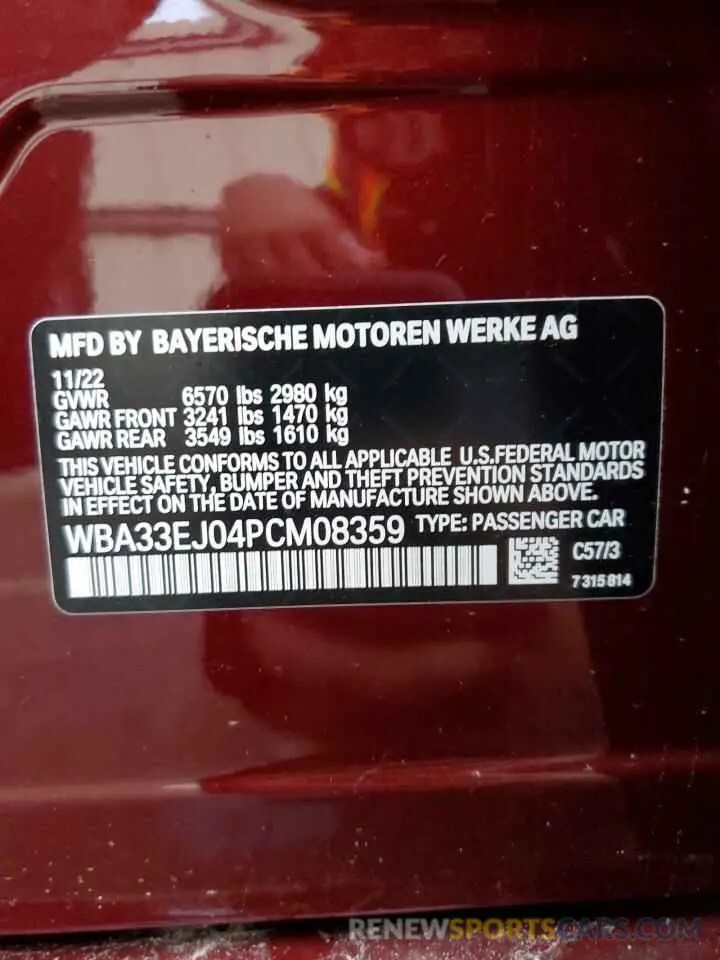 MFD BY BAYERISCHE MOTOREN WERKE AG
11/22
GVWR 6570 lbs 2980 kg
GAWR FRONT 3241 lbs 1470 kg
GAWR REAR 3549 lbs 1610 kg
THIS VEHICLE CONFORMS TO ALL APPLICABLE U.S.FEDERAL MOTOR
VEHICLE SAFETY, BUMPER AND THEFT PREVENTION STANDARDS
IN EFFECT ON THE DATE OF MANUFACTURE SHOWN ABOVE.
WBA33EJ04PCM08359 TYPE: PASSENGER CAR
C57/3
7315814
RENEWSPORTSCARS.COM